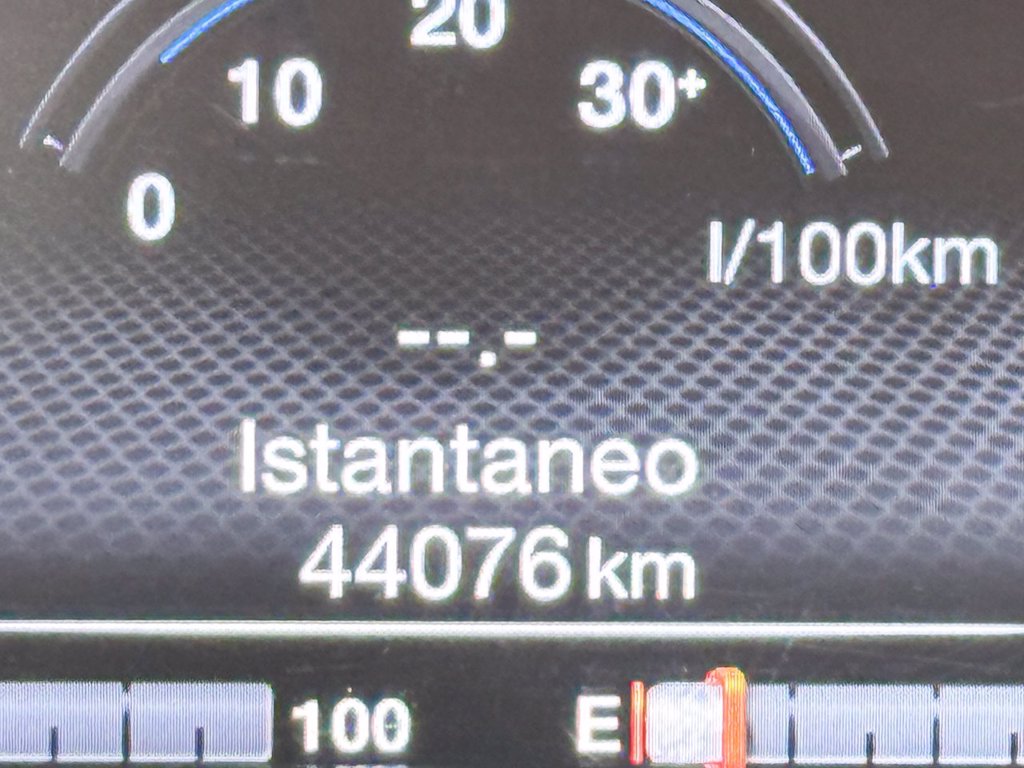 20
10 30+
0
l/100km
--.-
Istantaneo
44076 km
100 E